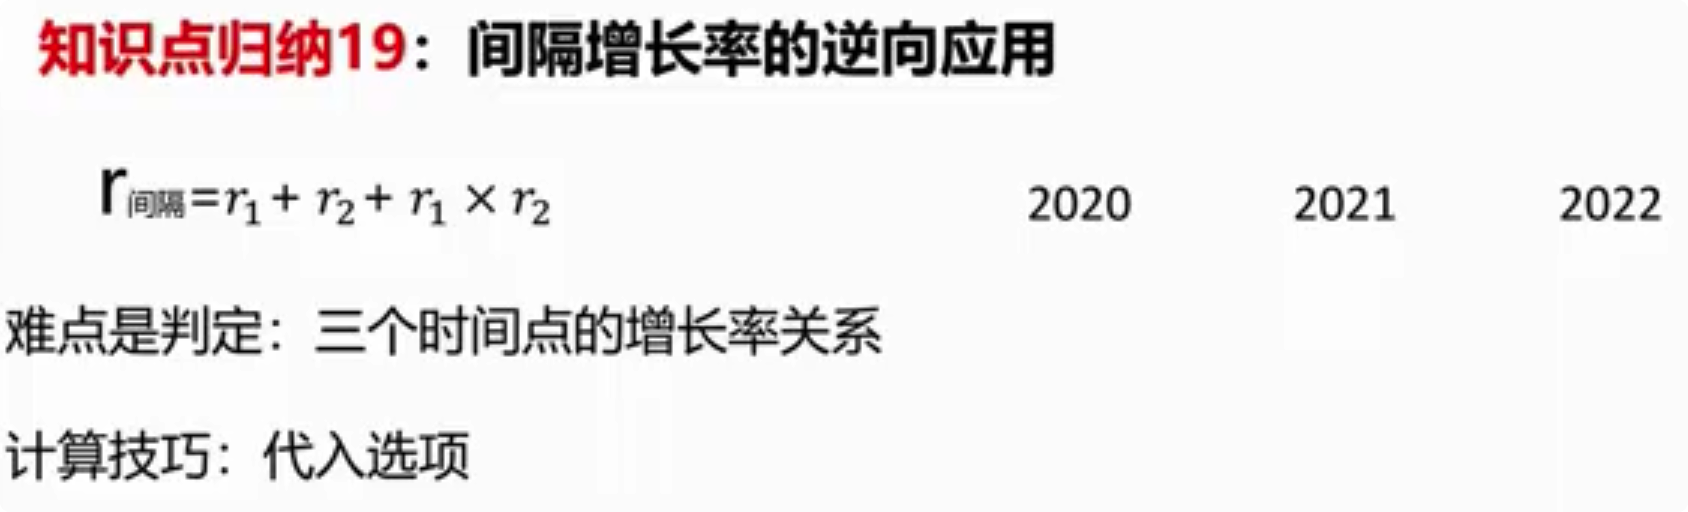 知识点归纳19：间隔增长率的逆向应用
r间隔=r₁+ r₂+ r₁ × r₂ 2020 2021 2022
难点是判定：三个时间点的增长率关系
计算技巧：代入选项